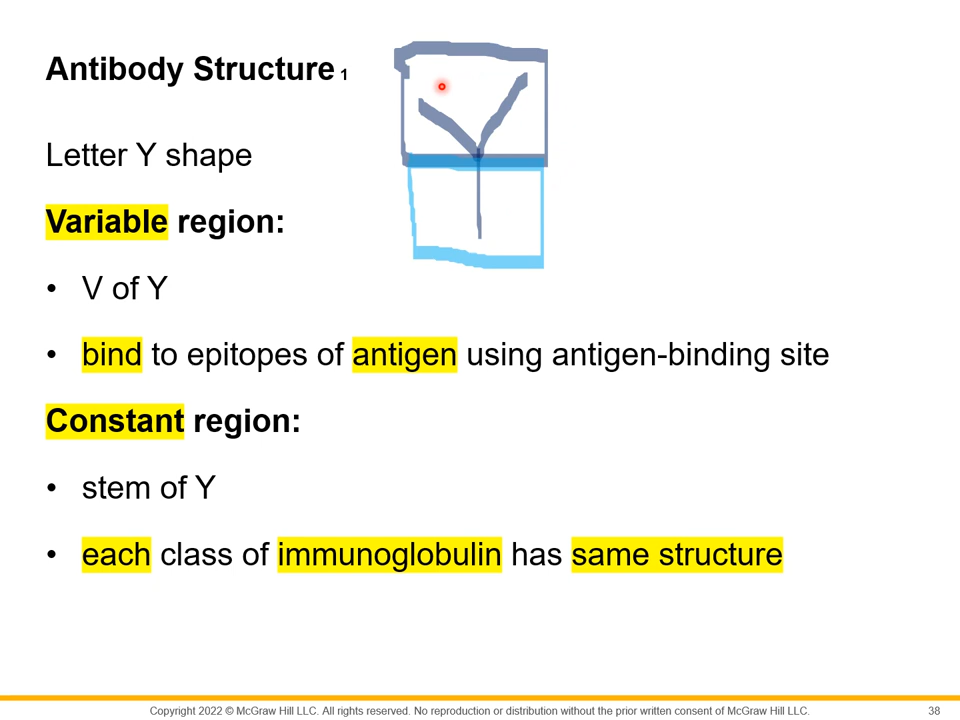 Antibody Structure 1
Letter Y shape
Variable region:
• V of Y
• bind to epitopes of antigen using antigen-binding site
Constant region:
• stem of Y
• each class of immunoglobulin has same structure
Copyright 2022 © McGraw Hill LLC. All rights reserved. No reproduction or distribution without the prior written consent of McGraw Hill LLC.
38